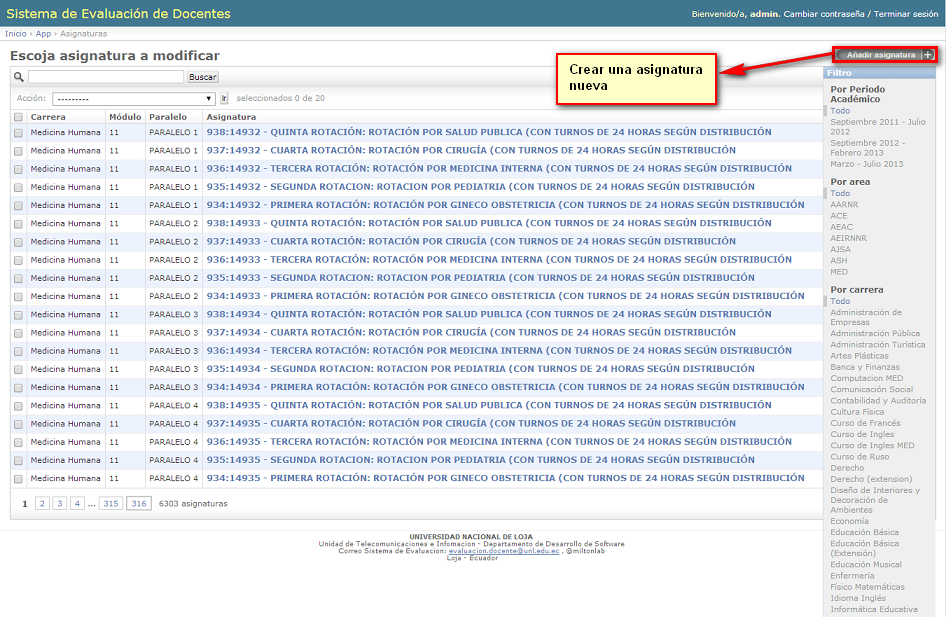 Sistema de Evaluación de Docentes
Bienvenido/a, admin. Cambiar contraseña / Terminar sesión
Inicio › App › Asignaturas
Escoja asignatura a modificar
Añadir asignatura +
Crear una asignatura
nueva
Buscar
Acción: --------- Ir seleccionados 0 de 20
Carrera Módulo Paralelo Asignatura
Medicina Humana 11 PARALELO 1 938:14932 - QUINTA ROTACIÓN: ROTACIÓN POR SALUD PUBLICA (CON TURNOS DE 24 HORAS SEGÚN DISTRIBUCIÓN
Medicina Humana 11 PARALELO 1 937:14932 - CUARTA ROTACIÓN: ROTACIÓN POR CIRUGÍA (CON TURNOS DE 24 HORAS SEGÚN DISTRIBUCIÓN
Medicina Humana 11 PARALELO 1 936:14932 - TERCERA ROTACIÓN: ROTACIÓN POR MEDICINA INTERNA (CON TURNOS DE 24 HORAS SEGÚN DISTRIBUCIÓN
Medicina Humana 11 PARALELO 1 935:14932 - SEGUNDA ROTACION: ROTACION POR PEDIATRIA (CON TURNOS DE 24 HORAS SEGÚN DISTRIBUCIÓN
Medicina Humana 11 PARALELO 1 934:14932 - PRIMERA ROTACIÓN: ROTACIÓN POR GINECO OBSTETRICIA (CON TURNOS DE 24 HORAS SEGÚN DISTRIBUCIÓN
Medicina Humana 11 PARALELO 2 938:14933 - QUINTA ROTACIÓN: ROTACIÓN POR SALUD PUBLICA (CON TURNOS DE 24 HORAS SEGÚN DISTRIBUCIÓN
Medicina Humana 11 PARALELO 2 937:14933 - CUARTA ROTACIÓN: ROTACIÓN POR CIRUGÍA (CON TURNOS DE 24 HORAS SEGÚN DISTRIBUCIÓN
Medicina Humana 11 PARALELO 2 936:14933 - TERCERA ROTACIÓN: ROTACIÓN POR MEDICINA INTERNA (CON TURNOS DE 24 HORAS SEGÚN DISTRIBUCIÓN
Medicina Humana 11 PARALELO 2 935:14933 - SEGUNDA ROTACION: ROTACION POR PEDIATRIA (CON TURNOS DE 24 HORAS SEGÚN DISTRIBUCIÓN
Medicina Humana 11 PARALELO 2 934:14933 - PRIMERA ROTACIÓN: ROTACIÓN POR GINECO OBSTETRICIA (CON TURNOS DE 24 HORAS SEGÚN DISTRIBUCIÓN
Medicina Humana 11 PARALELO 3 938:14934 - QUINTA ROTACIÓN: ROTACIÓN POR SALUD PUBLICA (CON TURNOS DE 24 HORAS SEGÚN DISTRIBUCIÓN
Medicina Humana 11 PARALELO 3 937:14934 - CUARTA ROTACIÓN: ROTACIÓN POR CIRUGÍA (CON TURNOS DE 24 HORAS SEGÚN DISTRIBUCIÓN
Medicina Humana 11 PARALELO 3 936:14934 - TERCERA ROTACIÓN: ROTACIÓN POR MEDICINA INTERNA (CON TURNOS DE 24 HORAS SEGÚN DISTRIBUCIÓN
Medicina Humana 11 PARALELO 3 935:14934 - SEGUNDA ROTACION: ROTACION POR PEDIATRIA (CON TURNOS DE 24 HORAS SEGÚN DISTRIBUCIÓN
Medicina Humana 11 PARALELO 3 934:14934 - PRIMERA ROTACIÓN: ROTACIÓN POR GINECO OBSTETRICIA (CON TURNOS DE 24 HORAS SEGÚN DISTRIBUCIÓN
Medicina Humana 11 PARALELO 4 938:14935 - QUINTA ROTACIÓN: ROTACIÓN POR SALUD PUBLICA (CON TURNOS DE 24 HORAS SEGÚN DISTRIBUCIÓN
Medicina Humana 11 PARALELO 4 937:14935 - CUARTA ROTACIÓN: ROTACIÓN POR CIRUGÍA (CON TURNOS DE 24 HORAS SEGÚN DISTRIBUCIÓN
Medicina Humana 11 PARALELO 4 936:14935 - TERCERA ROTACIÓN: ROTACIÓN POR MEDICINA INTERNA (CON TURNOS DE 24 HORAS SEGÚN DISTRIBUCIÓN
Medicina Humana 11 PARALELO 4 935:14935 - SEGUNDA ROTACION: ROTACION POR PEDIATRIA (CON TURNOS DE 24 HORAS SEGÚN DISTRIBUCIÓN
Medicina Humana 11 PARALELO 4 934:14935 - PRIMERA ROTACIÓN: ROTACIÓN POR GINECO OBSTETRICIA (CON TURNOS DE 24 HORAS SEGÚN DISTRIBUCIÓN
1 2 3 4 ... 315 316 6303 asignaturas
Filtro
Por Periodo
Académico
Todo
Septiembre 2011 - Julio
2012
Septiembre 2012 -
Febrero 2013
Marzo - Julio 2013
Por area
Todo
AARNR
ACE
AEAC
AEIRNNR
AJSA
ASH
MED
Por carrera
Todo
Administración de
Empresas
Administración Pública
Administración Turística
Artes Plásticas
Banca y Finanzas
Computacion MED
Comunicación Social
Contabilidad y Auditoría
Cultura Física
Curso de Francés
Curso de Ingles
Curso de Ingles MED
Curso de Ruso
Derecho
Derecho (extension)
Diseño de Interiores y
Decoración de
Ambientes
Economía
Educación Básica
Educación Básica
(Extensión)
Educación Musical
Enfermería
Físico Matemáticas
Idioma Inglés
Informática Educativa
UNIVERSIDAD NACIONAL DE LOJA
Unidad de Telecomunicaciones e Infomacion - Departamento de Desarrollo de Software
Correo Sistema de Evaluacion: evaluacion.docente@unl.edu.ec , @miltonlab
Loja - Ecuador